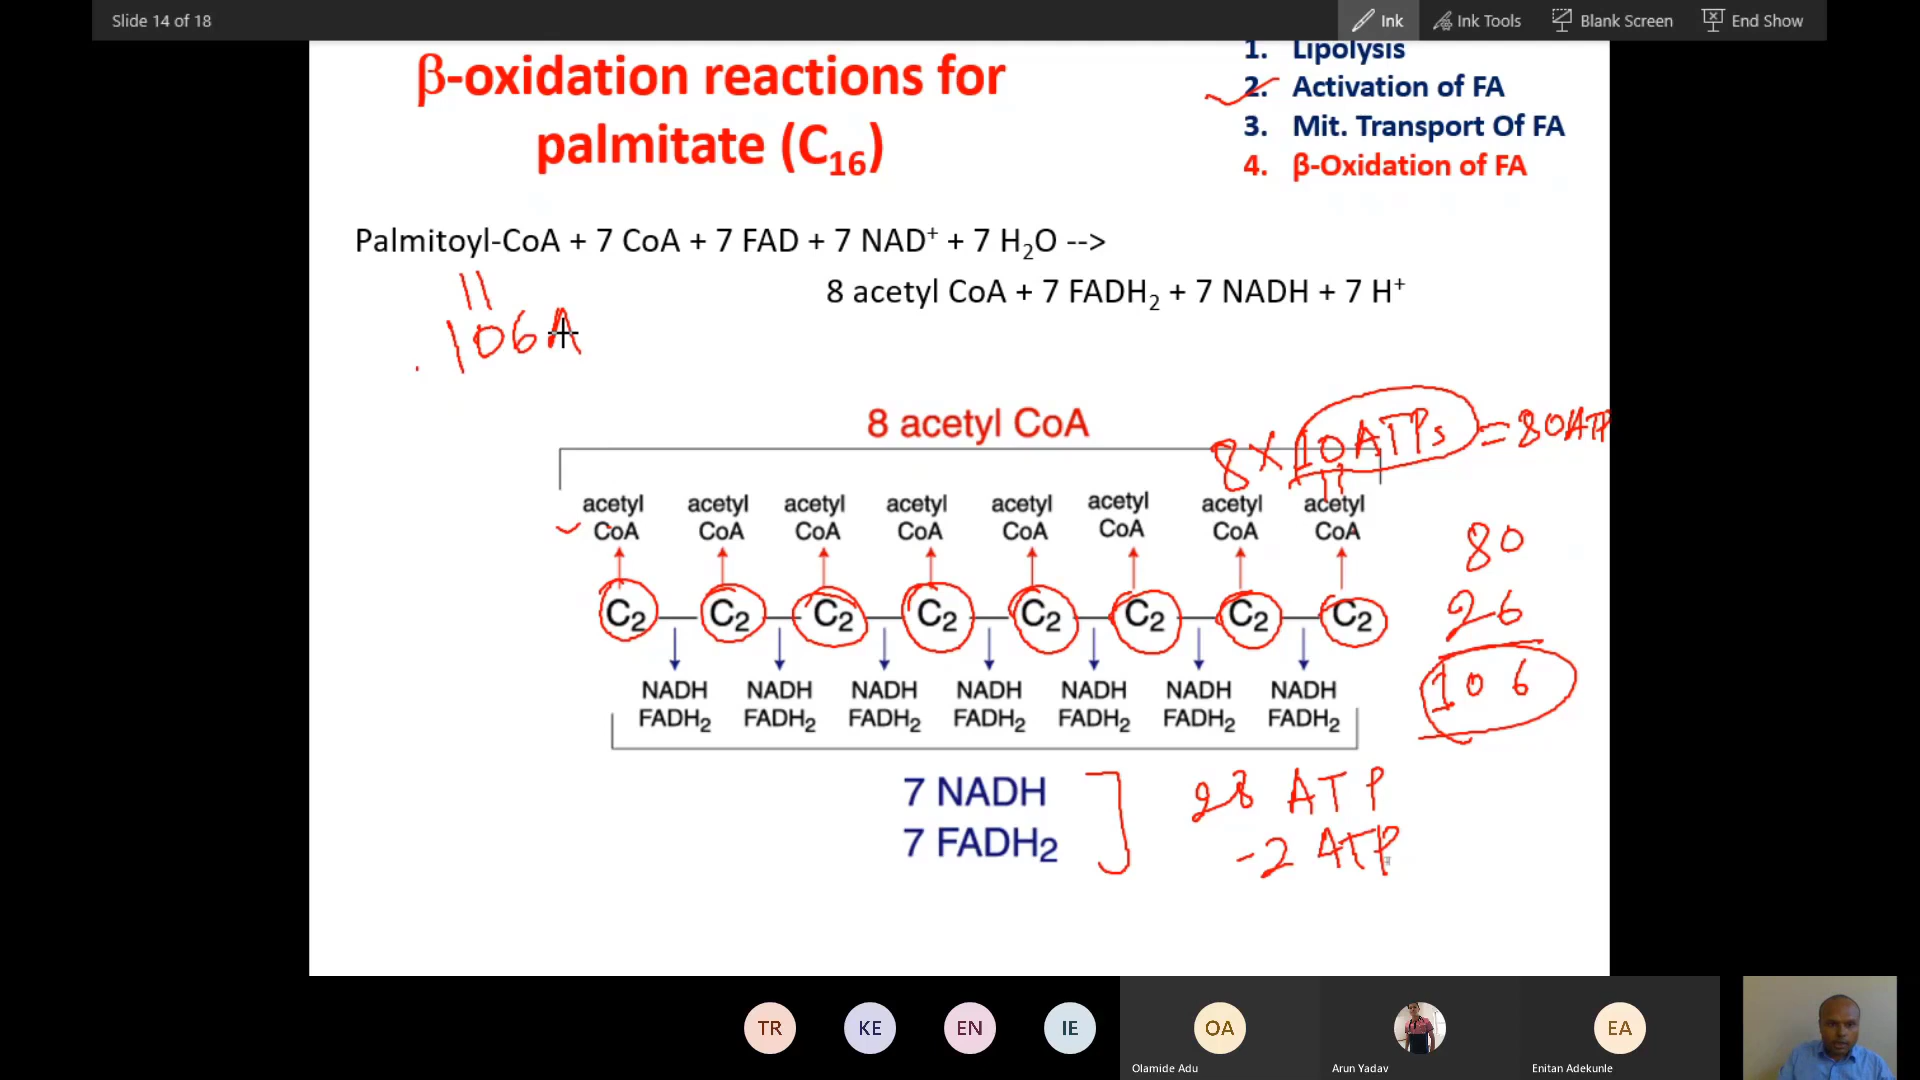 Slide 14 of 18
Ink
Ink Tools
Blank Screen
End Show
β-oxidation reactions for
palmitate (C₁₆)
1. Lipolysis
2. Activation of FA
3. Mit. Transport Of FA
4. β-Oxidation of FA
Palmitoyl-CoA + 7 CoA + 7 FAD + 7 NAD⁺ + 7 H₂O -->
8 acetyl CoA + 7 FADH₂ + 7 NADH + 7 H⁺
106 A
8 acetyl CoA
8 × 10 ATPs = 80 ATP
acetyl acetyl acetyl acetyl acetyl acetyl acetyl acetyl
CoA CoA CoA CoA CoA CoA CoA CoA
C₂ C₂ C₂ C₂ C₂ C₂ C₂ C₂
80
26
106
NADH NADH NADH NADH NADH NADH NADH
FADH₂ FADH₂ FADH₂ FADH₂ FADH₂ FADH₂ FADH₂
7 NADH
7 FADH₂
28 ATP
-2 ATP
TR
KE
EN
IE
OA
EA
Olamide Adu
Arun Yadav
Enitan Adekunle